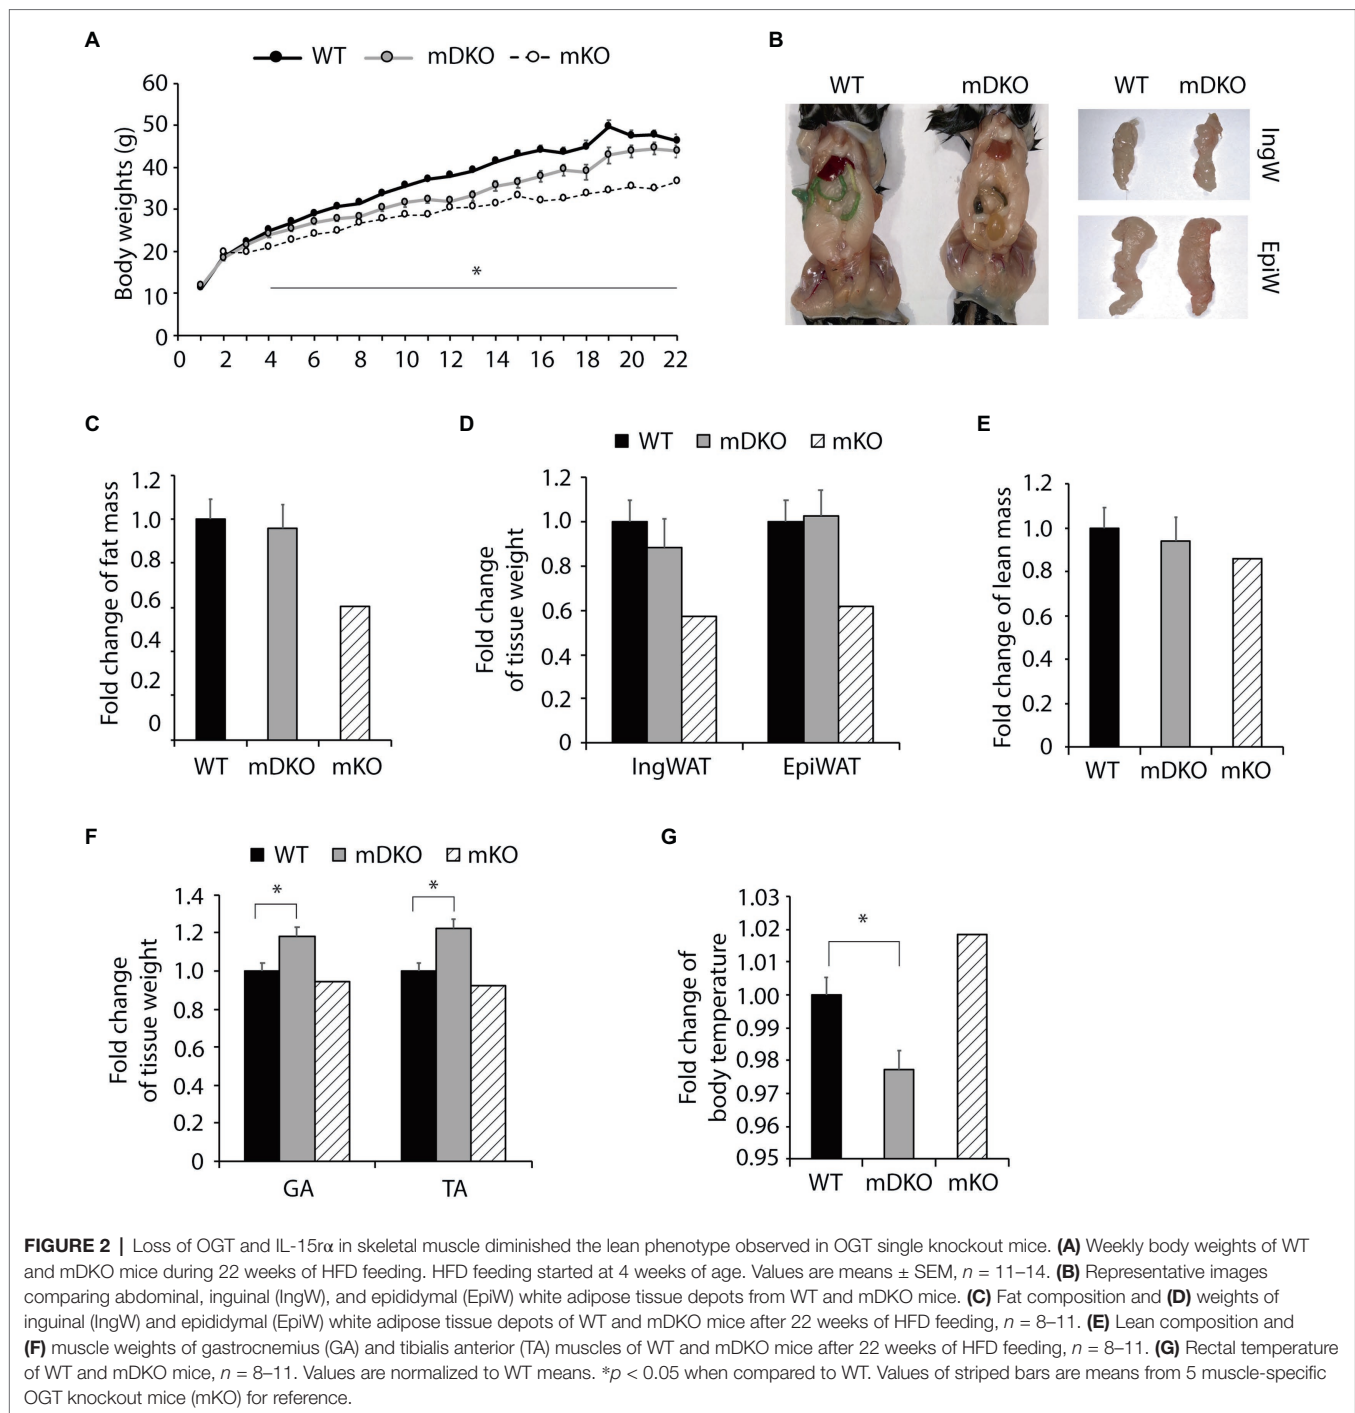 A
WT mDKO mKO
Body weights (g)
60
50
40
30
20
10
0
*
0 2 4 6 8 10 12 14 16 18 20 22
B
WT mDKO
WT mDKO
IngW
EpiW
C
Fold change of fat mass
1.2
1.0
0.8
0.6
0.4
0.2
0
WT mDKO mKO
D
WT mDKO mKO
Fold change
of tissue weight
1.2
1.0
0.8
0.6
0.4
0.2
0
IngWAT EpiWAT
E
Fold change of lean mass
1.2
1.0
0.8
0.6
0.4
0.2
0
WT mDKO mKO
F
WT mDKO mKO
Fold change
of tissue weight
1.4
1.2
1.0
0.8
0.6
0.4
0.2
0
* *
GA TA
G
Fold change of
body temperature
1.03
1.02
1.01
1.00
0.99
0.98
0.97
0.96
0.95
*
WT mDKO mKO
FIGURE 2 | Loss of OGT and IL-15rα in skeletal muscle diminished the lean phenotype observed in OGT single knockout mice. (A) Weekly body weights of WT
and mDKO mice during 22 weeks of HFD feeding. HFD feeding started at 4 weeks of age. Values are means ± SEM, n = 11–14. (B) Representative images
comparing abdominal, inguinal (IngW), and epididymal (EpiW) white adipose tissue depots from WT and mDKO mice. (C) Fat composition and (D) weights of
inguinal (IngW) and epididymal (EpiW) white adipose tissue depots of WT and mDKO mice after 22 weeks of HFD feeding, n = 8–11. (E) Lean composition and
(F) muscle weights of gastrocnemius (GA) and tibialis anterior (TA) muscles of WT and mDKO mice after 22 weeks of HFD feeding, n = 8–11. (G) Rectal temperature
of WT and mDKO mice, n = 8–11. Values are normalized to WT means. *p < 0.05 when compared to WT. Values of striped bars are means from 5 muscle-specific
OGT knockout mice (mKO) for reference.